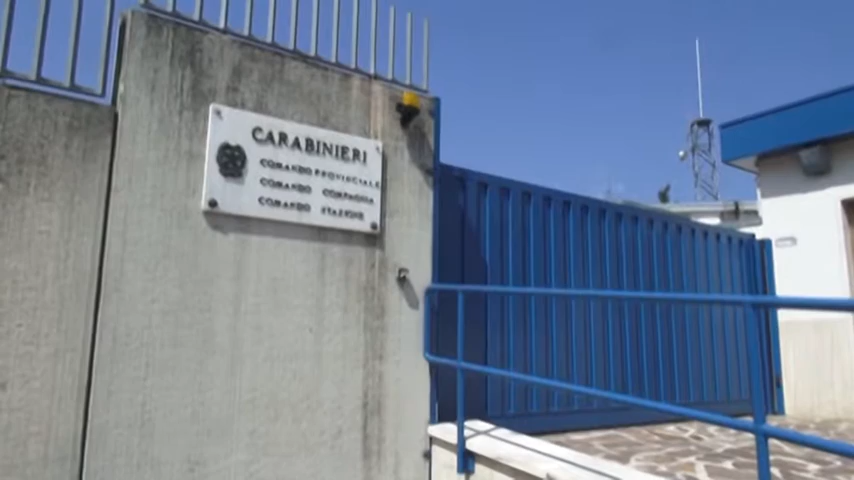 CARABINIERI
COMANDO PROVINCIALE
COMANDO COMPAGNIA
COMANDO STAZIONE